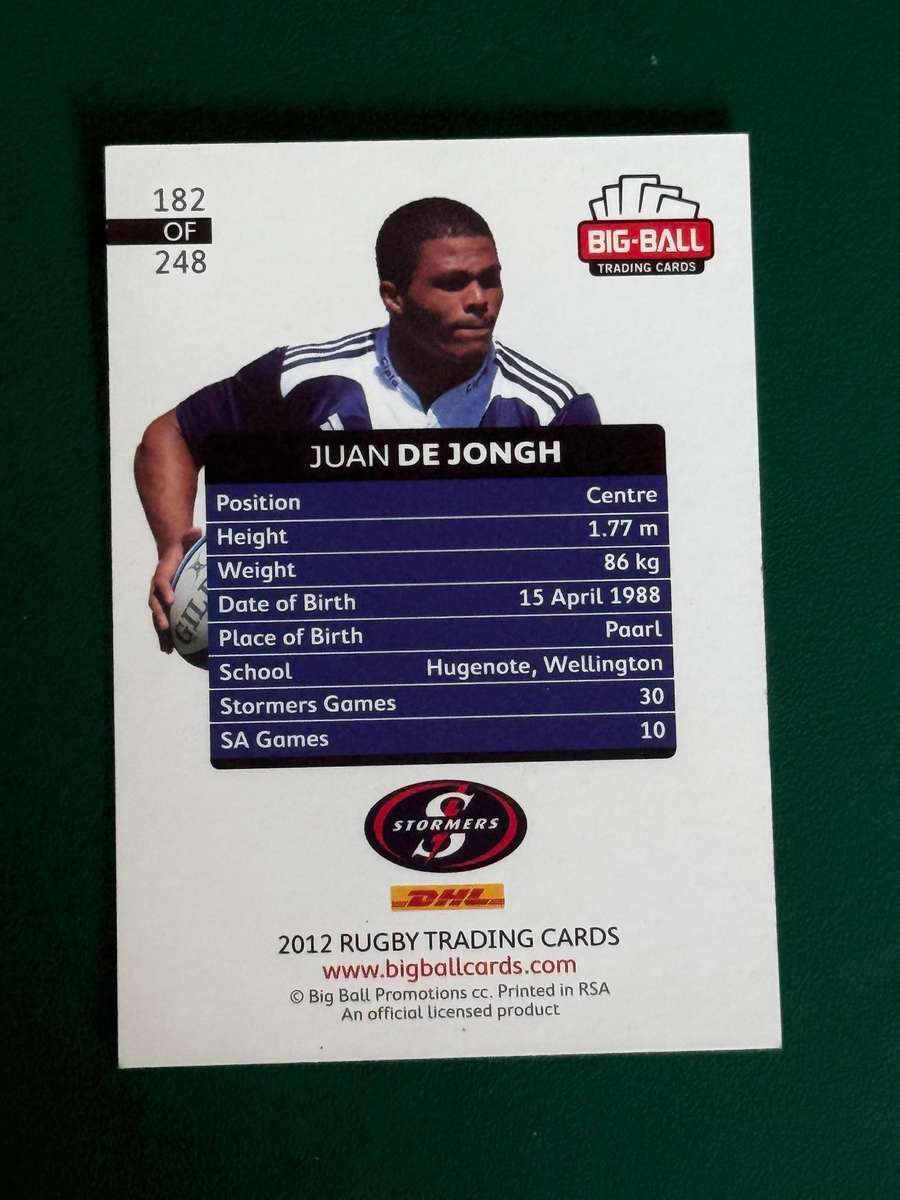 182
OF
248
BIG-BALL
TRADING CARDS
Cipla
GIL
JUAN DE JONGH
Position Centre
Height 1.77 m
Weight 86 kg
Date of Birth 15 April 1988
Place of Birth Paarl
School Hugenote, Wellington
Stormers Games 30
SA Games 10
S
STORMERS
DHL
2012 RUGBY TRADING CARDS
www.bigballcards.com
© Big Ball Promotions cc. Printed in RSA
An official licensed product